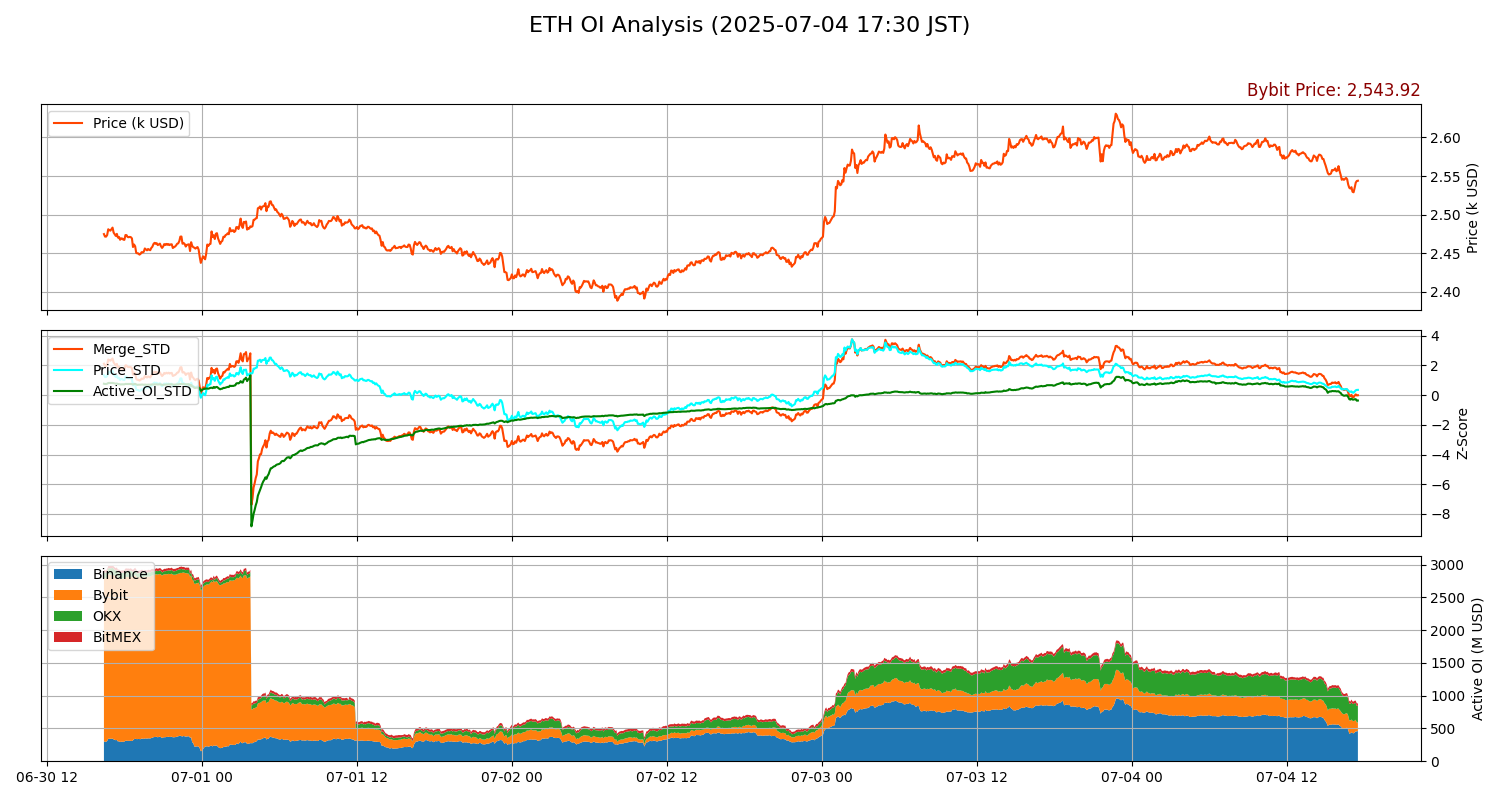 ETH OI Analysis (2025-07-04 17:30 JST)
Bybit Price: 2,543.92
Price (k USD)
2.60
2.55
2.50
2.45
2.40
Price (k USD)
Merge_STD
Price_STD
Active_OI_STD
4
2
0
−2
−4
−6
−8
Z-Score
Binance
Bybit
OKX
BitMEX
3000
2500
2000
1500
1000
500
0
Active OI (M USD)
06-30 12
07-01 00
07-01 12
07-02 00
07-02 12
07-03 00
07-03 12
07-04 00
07-04 12